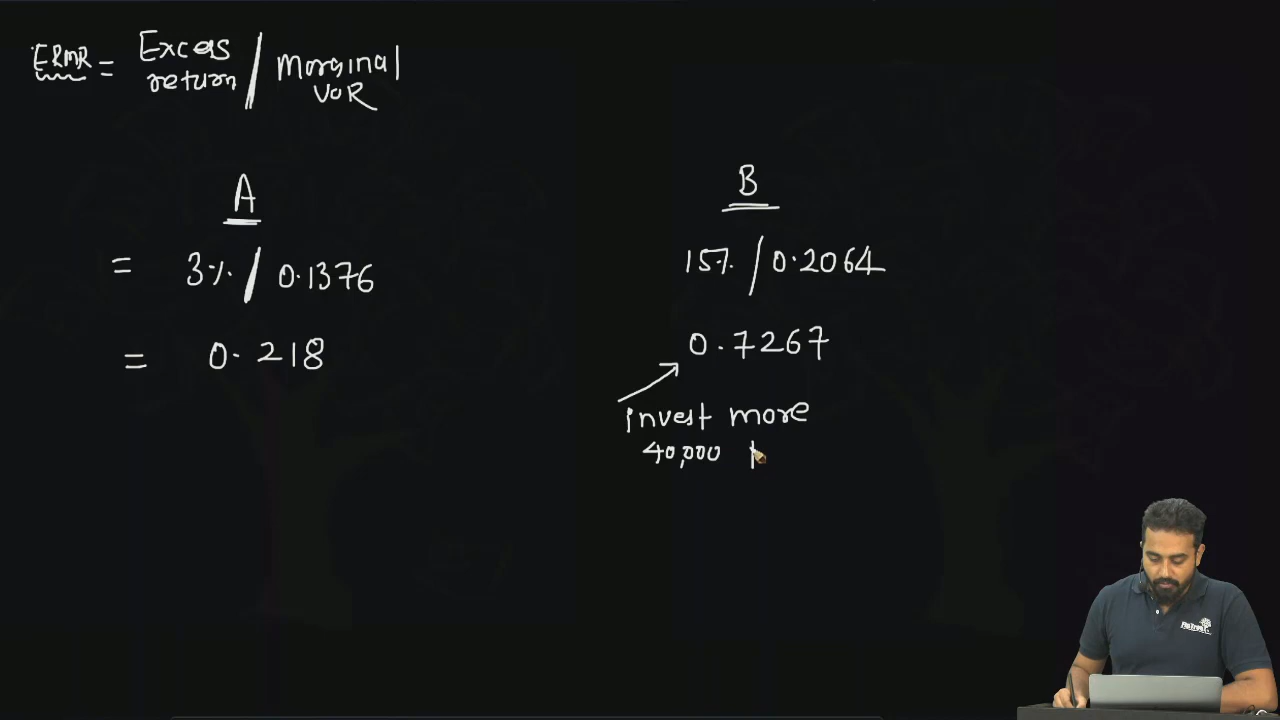 ERMR = Excess return / Marginal VaR
A
= 3% / 0.1376
= 0.218
B
15% / 0.2064
0.7267
invest more
40,000
FinTree